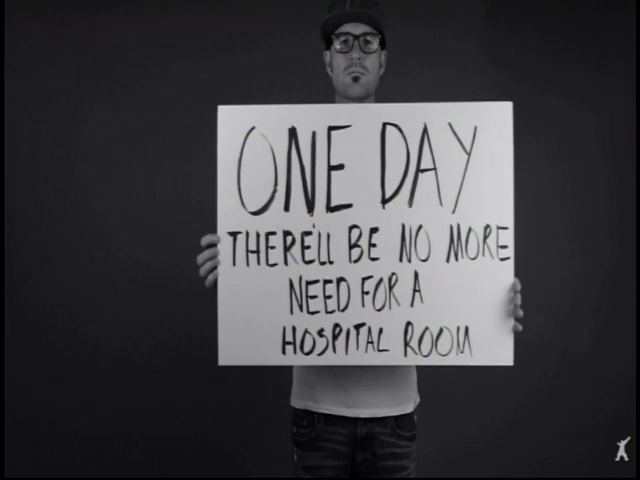 ONE DAY
THERE'LL BE NO MORE
NEED FOR A
HOSPITAL ROOM